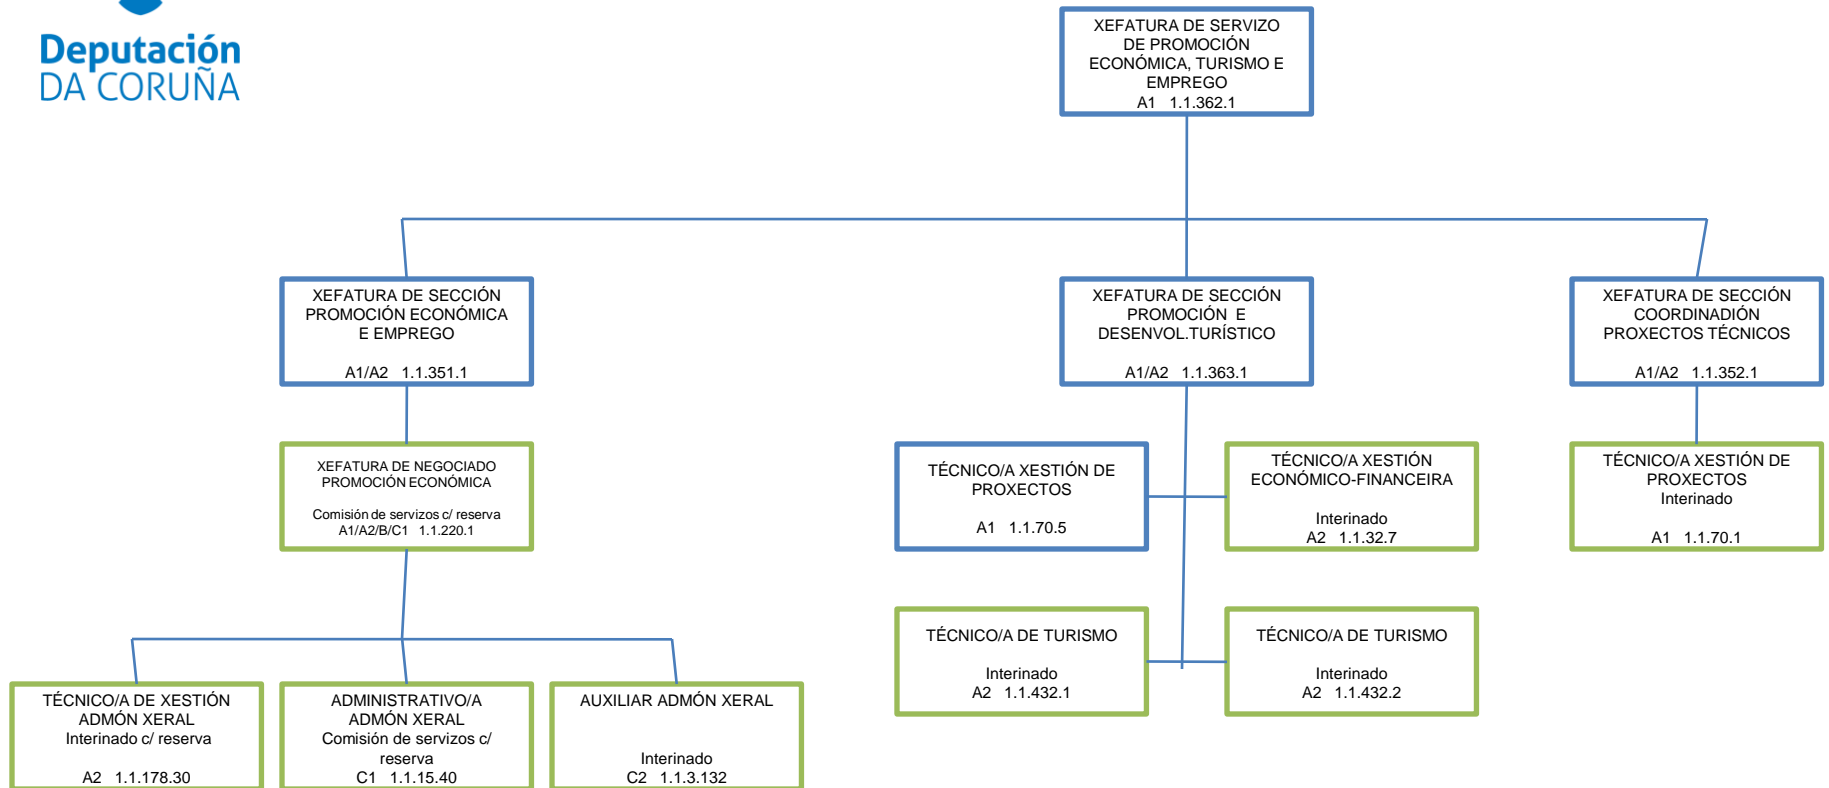 Deputación
DA CORUÑA
XEFATURA DE SERVIZO
DE PROMOCIÓN
ECONÓMICA, TURISMO E
EMPREGO
A1 1.1.362.1
XEFATURA DE SECCIÓN
PROMOCIÓN ECONÓMICA
E EMPREGO
A1/A2 1.1.351.1
XEFATURA DE SECCIÓN
PROMOCIÓN E
DESENVOL.TURÍSTICO
A1/A2 1.1.363.1
XEFATURA DE SECCIÓN
COORDINADIÓN
PROXECTOS TÉCNICOS
A1/A2 1.1.352.1
XEFATURA DE NEGOCIADO
PROMOCIÓN ECONÓMICA
Comisión de servizos c/ reserva
A1/A2/B/C1 1.1.220.1
TÉCNICO/A XESTIÓN DE
PROXECTOS
A1 1.1.70.5
TÉCNICO/A XESTIÓN
ECONÓMICO-FINANCEIRA
Interinado
A2 1.1.32.7
TÉCNICO/A XESTIÓN DE
PROXECTOS
Interinado
A1 1.1.70.1
TÉCNICO/A DE TURISMO
Interinado
A2 1.1.432.1
TÉCNICO/A DE TURISMO
Interinado
A2 1.1.432.2
TÉCNICO/A DE XESTIÓN
ADMÓN XERAL
Interinado c/ reserva
A2 1.1.178.30
ADMINISTRATIVO/A
ADMÓN XERAL
Comisión de servizos c/
reserva
C1 1.1.15.40
AUXILIAR ADMÓN XERAL
Interinado
C2 1.1.3.132